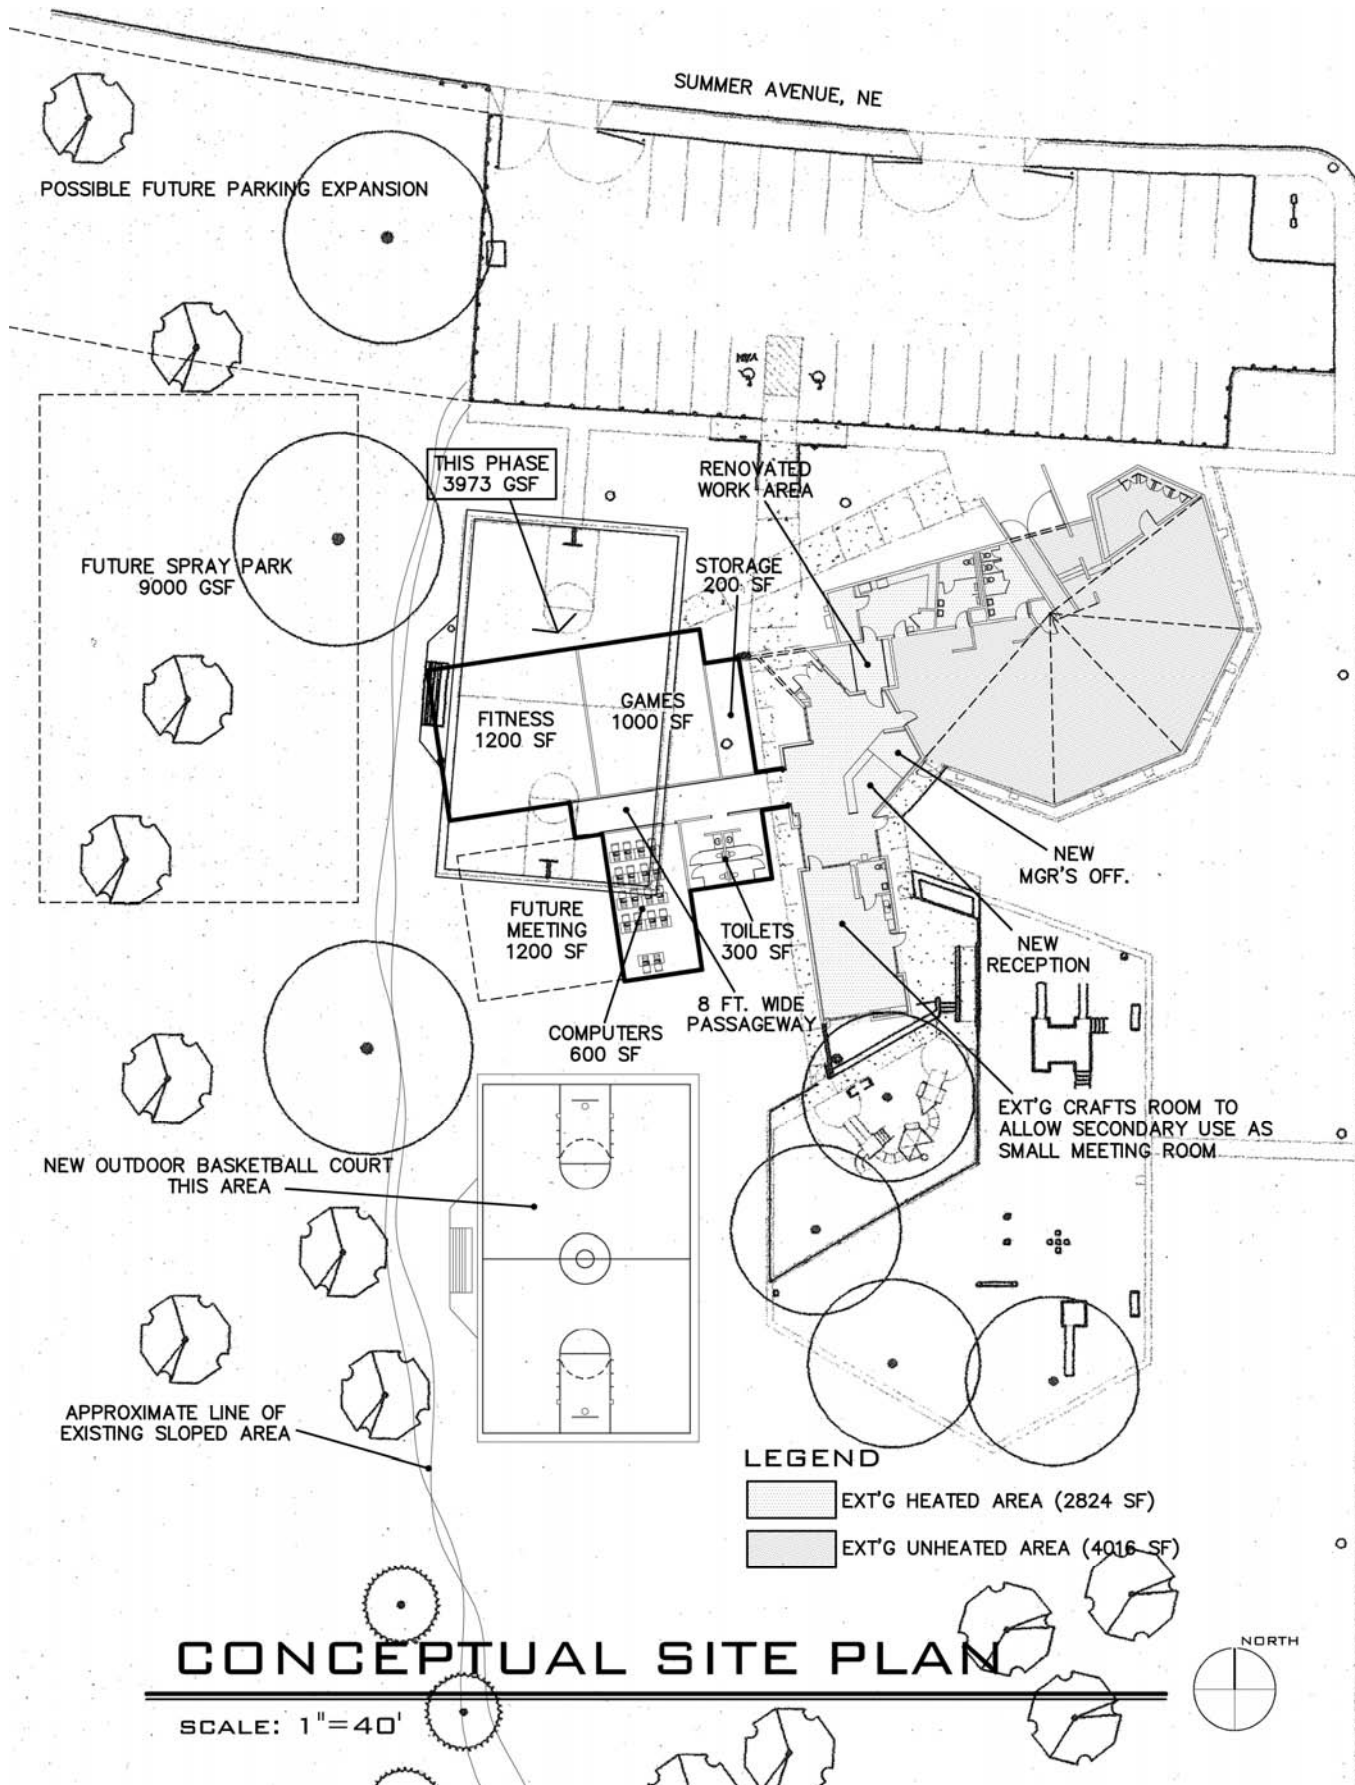 SUMMER AVENUE, NE
POSSIBLE FUTURE PARKING EXPANSION
THIS PHASE
3973 GSF
RENOVATED
WORK AREA
FUTURE SPRAY PARK
9000 GSF
STORAGE
200 SF
GAMES
1000 SF
FITNESS
1200 SF
NEW
MGR'S OFF.
FUTURE
MEETING
1200 SF
TOILETS
300 SF
NEW
RECEPTION
8 FT. WIDE
PASSAGEWAY
COMPUTERS
600 SF
EXT'G CRAFTS ROOM TO
ALLOW SECONDARY USE AS
SMALL MEETING ROOM
NEW OUTDOOR BASKETBALL COURT
THIS AREA
APPROXIMATE LINE OF
EXISTING SLOPED AREA
LEGEND
EXT'G HEATED AREA (2824 SF)
EXT'G UNHEATED AREA (4016 SF)
CONCEPTUAL SITE PLAN
NORTH
SCALE: 1"=40'